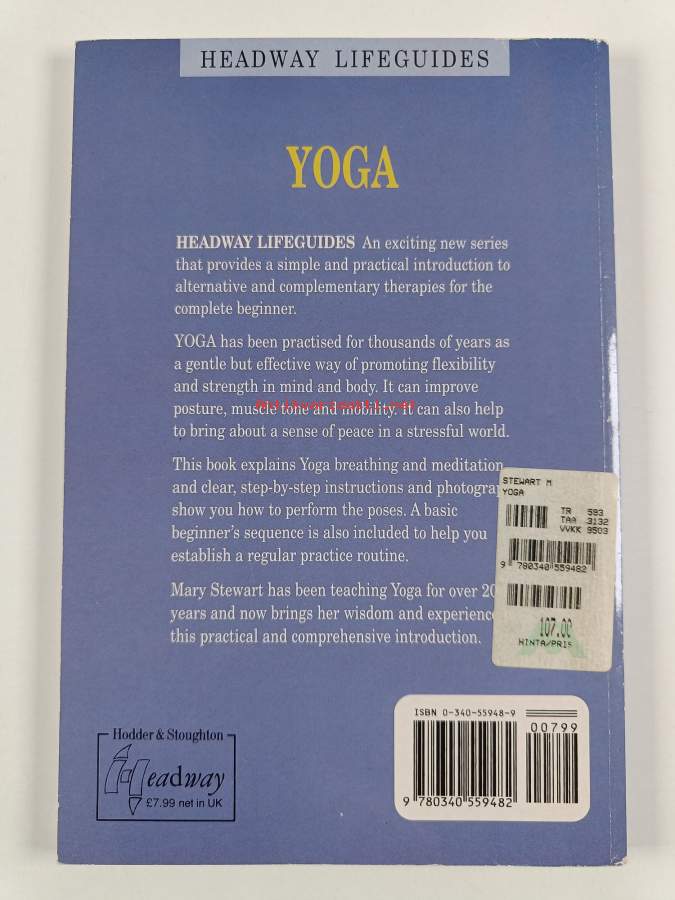 HEADWAY LIFEGUIDES
YOGA
HEADWAY LIFEGUIDES An exciting new series
that provides a simple and practical introduction to
alternative and complementary therapies for the
complete beginner.
YOGA has been practised for thousands of years as
a gentle but effective way of promoting flexibility
and strength in mind and body. It can improve
posture, muscle tone and mobility. It can also help
to bring about a sense of peace in a stressful world.
This book explains Yoga breathing and meditation
and clear, step-by-step instructions and photogra
show you how to perform the poses. A basic
beginner's sequence is also included to help you
establish a regular practice routine.
Mary Stewart has been teaching Yoga for over 20
years and now brings her wisdom and experience
this practical and comprehensive introduction.
STEWART M
YOGA
TR 593
TAA 3132
VVKK 9503
9 780340 559482
107.00
HINTA/PRIS
ISBN 0-340-55948-9
00799
9 780340 559482
Hodder & Stoughton
Headway
£7.99 net in UK